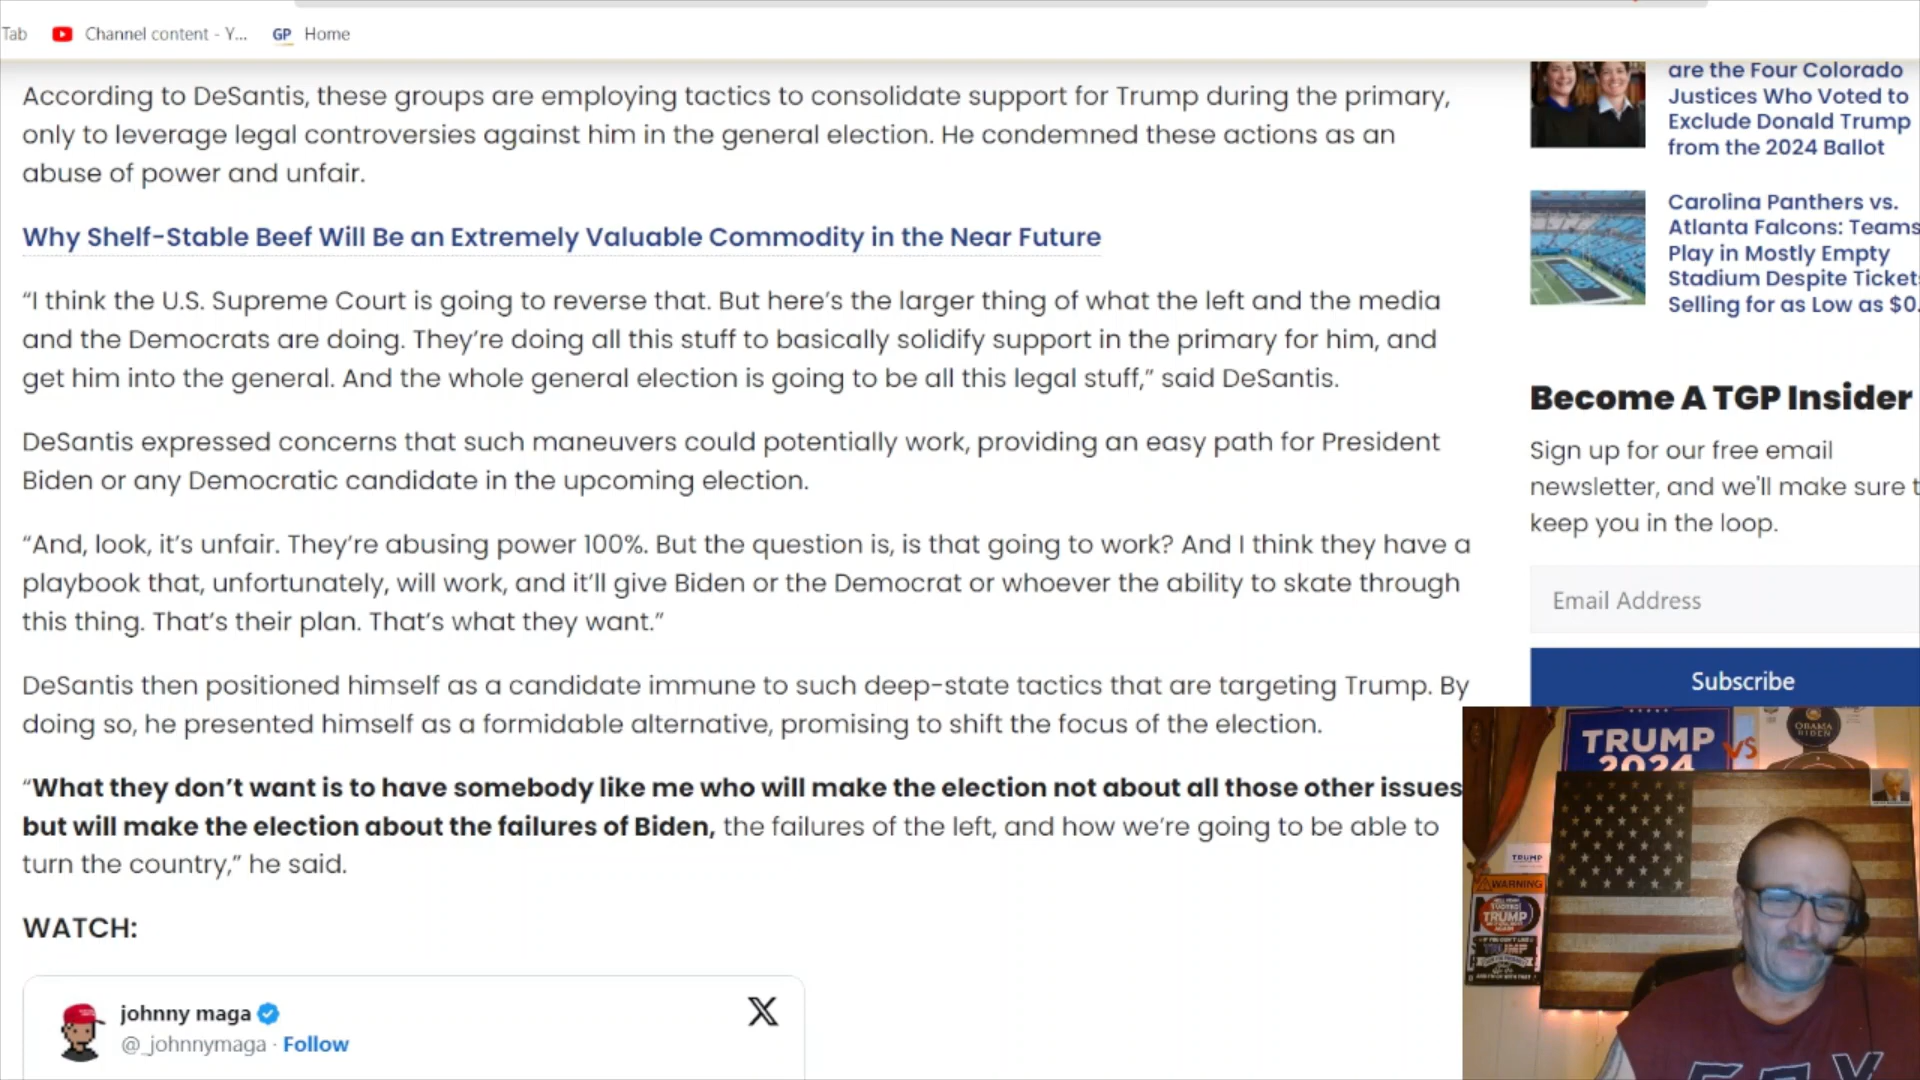 Tab
Channel content - Y...
GP Home
According to DeSantis, these groups are employing tactics to consolidate support for Trump during the primary,
only to leverage legal controversies against him in the general election. He condemned these actions as an
abuse of power and unfair.
Why Shelf-Stable Beef Will Be an Extremely Valuable Commodity in the Near Future
“I think the U.S. Supreme Court is going to reverse that. But here’s the larger thing of what the left and the media
and the Democrats are doing. They’re doing all this stuff to basically solidify support in the primary for him, and
get him into the general. And the whole general election is going to be all this legal stuff,” said DeSantis.
DeSantis expressed concerns that such maneuvers could potentially work, providing an easy path for President
Biden or any Democratic candidate in the upcoming election.
“And, look, it’s unfair. They’re abusing power 100%. But the question is, is that going to work? And I think they have a
playbook that, unfortunately, will work, and it’ll give Biden or the Democrat or whoever the ability to skate through
this thing. That’s their plan. That’s what they want.”
DeSantis then positioned himself as a candidate immune to such deep-state tactics that are targeting Trump. By
doing so, he presented himself as a formidable alternative, promising to shift the focus of the election.
“What they don’t want is to have somebody like me who will make the election not about all those other issues
but will make the election about the failures of Biden, the failures of the left, and how we’re going to be able to
turn the country,” he said.
WATCH:
johnny maga
@_johnnymaga · Follow
X
are the Four Colorado
Justices Who Voted to
Exclude Donald Trump
from the 2024 Ballot
Carolina Panthers vs.
Atlanta Falcons: Teams
Play in Mostly Empty
Stadium Despite Ticket
Selling for as Low as $0.
Become A TGP Insider
Sign up for our free email
newsletter, and we'll make sure t
keep you in the loop.
Email Address
Subscribe
TRUMP
2024
VS
OBAMA
BIDEN
TRUMP
WARNING
TRUMP
TRUMP